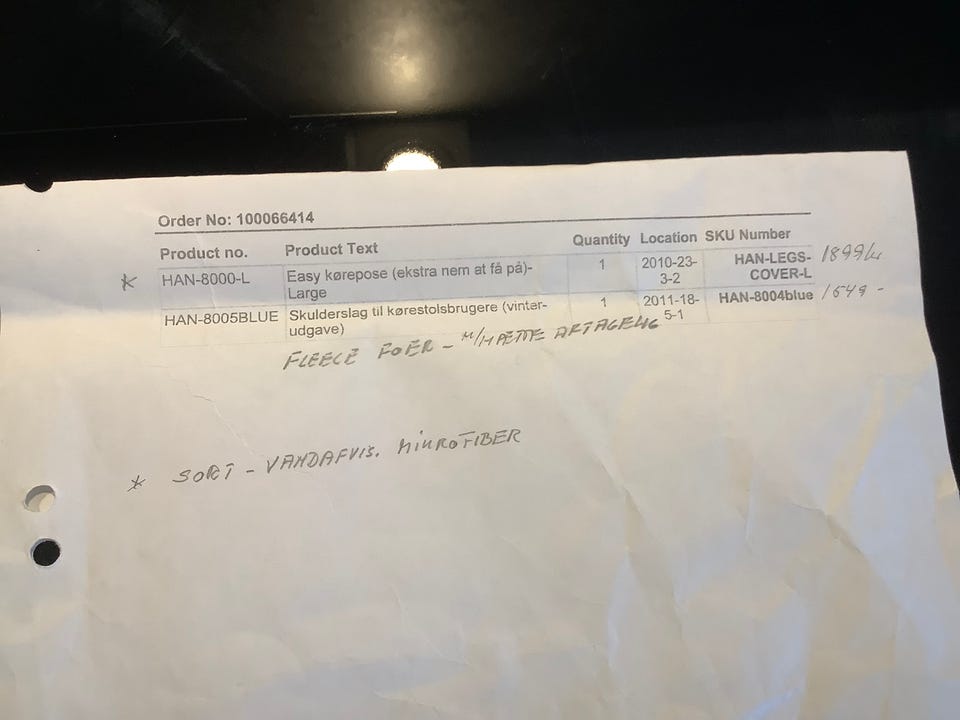 Order No: 100066414
Product no. Product Text Quantity Location SKU Number
* HAN-8000-L Easy kørepose (ekstra nem at få på)- 1 2010-23- HAN-LEGS- 1899 kr
Large 3-2 COVER-L
HAN-8005BLUE Skulderslag til kørestolsbrugere (vinter- 1 2011-18- HAN-8004blue 1549 -
udgave) 5-1
FLEECE FOER - M/HÆTTE AFTAGELIG
* SORT - VANDAFVIS. MIKROFIBER